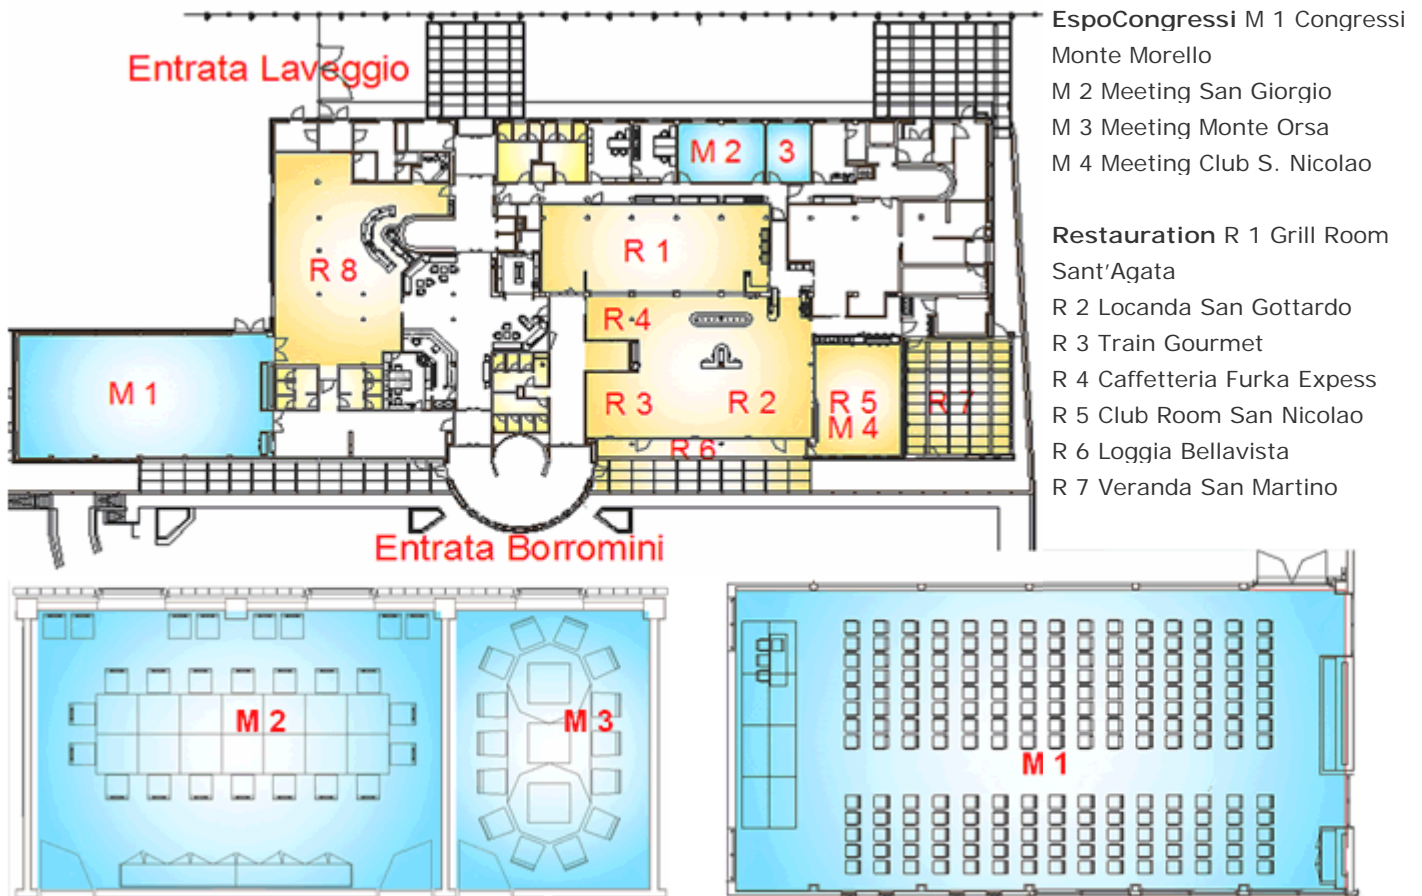 EspoCongressi M 1 Congressi
Monte Morello
M 2 Meeting San Giorgio
M 3 Meeting Monte Orsa
M 4 Meeting Club S. Nicolao
Restauration R 1 Grill Room
Sant'Agata
R 2 Locanda San Gottardo
R 3 Train Gourmet
R 4 Caffetteria Furka Expess
R 5 Club Room San Nicolao
R 6 Loggia Bellavista
R 7 Veranda San Martino
Entrata Laveggio
M 2
3
R 1
R 8
R 4
M 1
R 3
R 2
R 5
R 7
M 4
R 6
Entrata Borromini
M 2
M 3
M 1